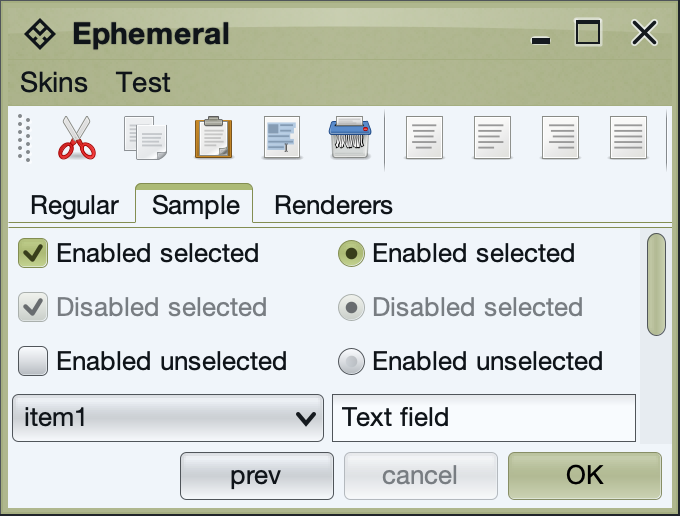 Ephemeral
Skins Test
Regular Sample Renderers
Enabled selected Enabled selected
Disabled selected Disabled selected
Enabled unselected Enabled unselected
item1 Text field
prev cancel OK